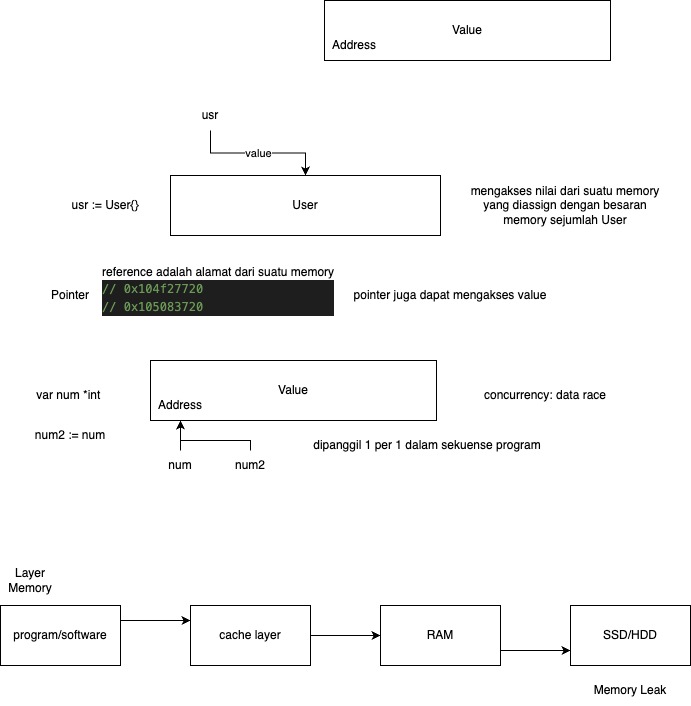 Value
Address
usr
value
usr := User{}
User
mengakses nilai dari suatu memory
yang diassign dengan besaran
memory sejumlah User
reference adalah alamat dari suatu memory
Pointer
// 0x104f27720
// 0x105083720
pointer juga dapat mengakses value
var num *int
Value
Address
concurrency: data race
num2 := num
dipanggil 1 per 1 dalam sekuense program
num
num2
Layer
Memory
program/software
cache layer
RAM
SSD/HDD
Memory Leak